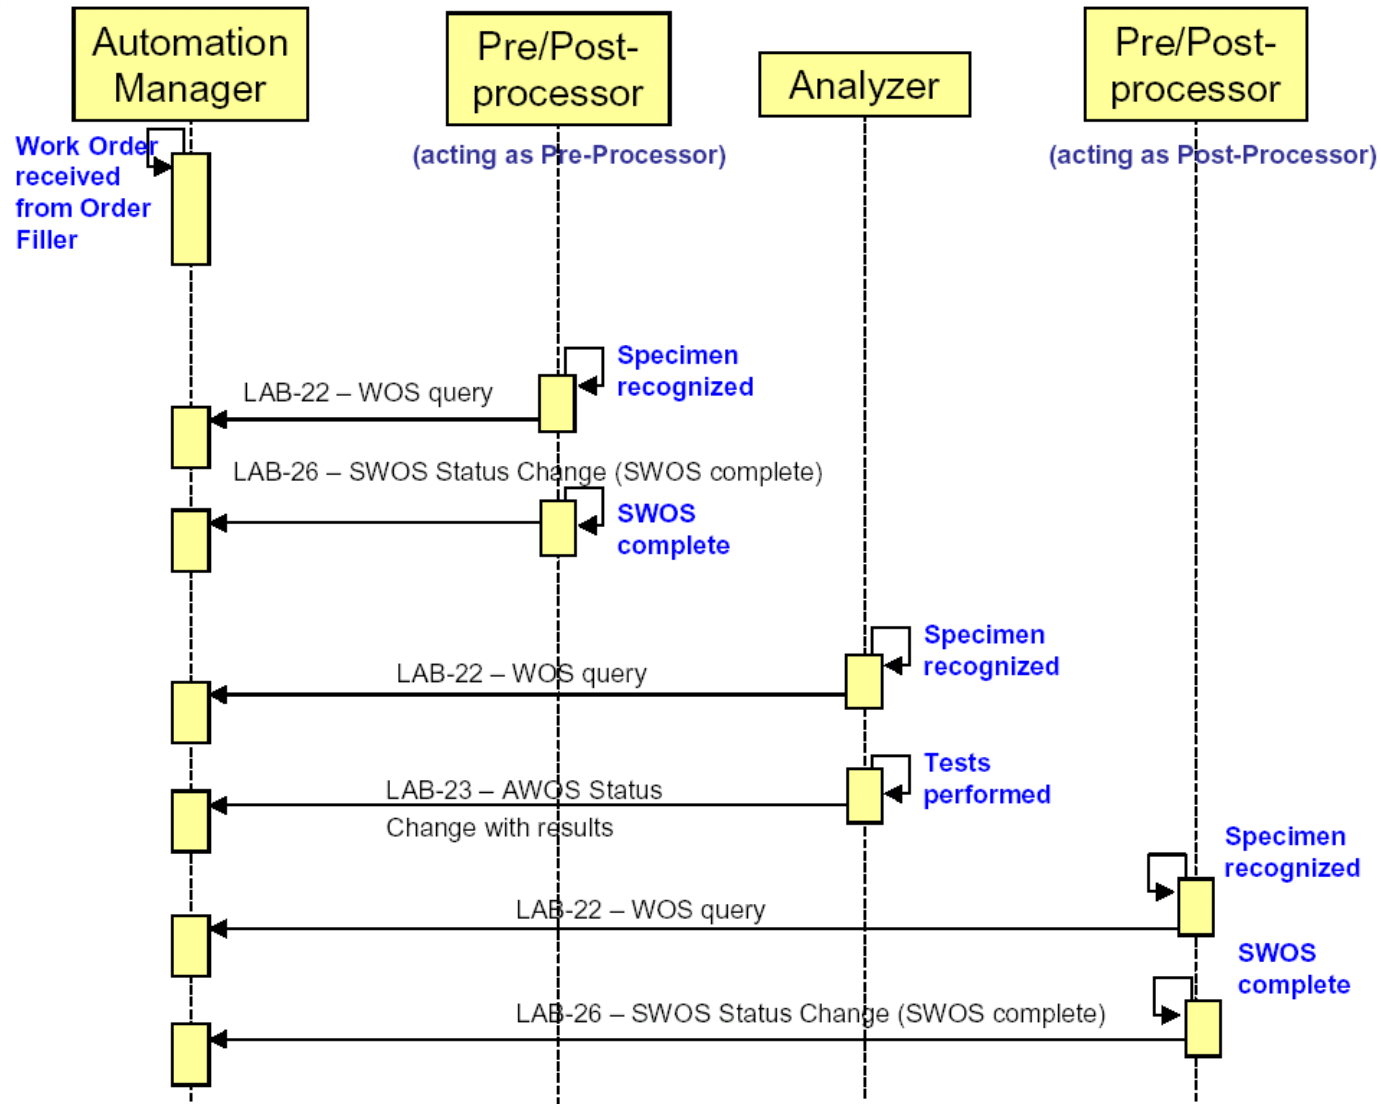 Automation
Manager
Pre/Post-
processor
Analyzer
Pre/Post-
processor
(acting as Pre-Processor)
(acting as Post-Processor)
Work Order
received
from Order
Filler
Specimen
recognized
LAB-22 – WOS query
LAB-26 – SWOS Status Change (SWOS complete)
SWOS
complete
Specimen
recognized
LAB-22 – WOS query
Tests
performed
LAB-23 – AWOS Status
Change with results
Specimen
recognized
LAB-22 – WOS query
SWOS
complete
LAB-26 – SWOS Status Change (SWOS complete)